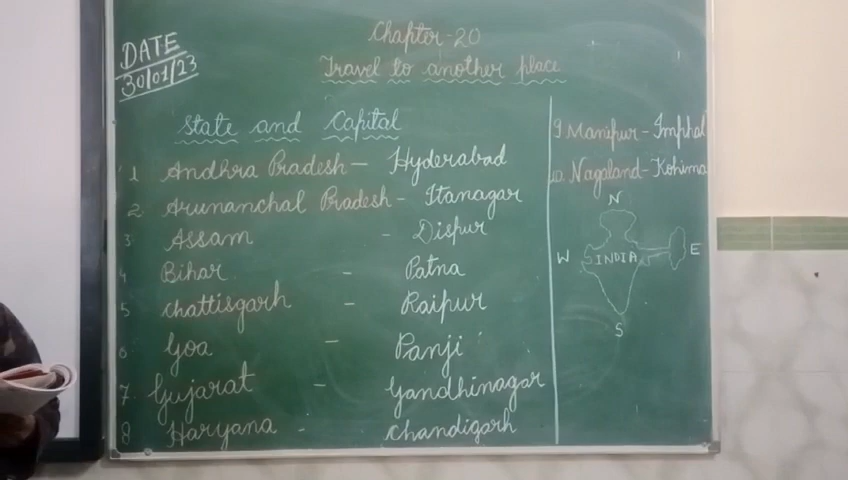 Chapter-20
Travel to another place
DATE
30/01/23
State and Capital
1 Andhra Pradesh - Hyderabad
2. Arunanchal Pradesh - Itanagar
3. Assam - Dispur
4 Bihar - Patna
5 Chattisgarh - Raipur
6 Goa - Panji
7. Gujarat - Gandhinagar
8 Haryana - Chandigarh
9 Manipur - Imphal
10 Nagaland - Kohima
N
W INDIA E
S